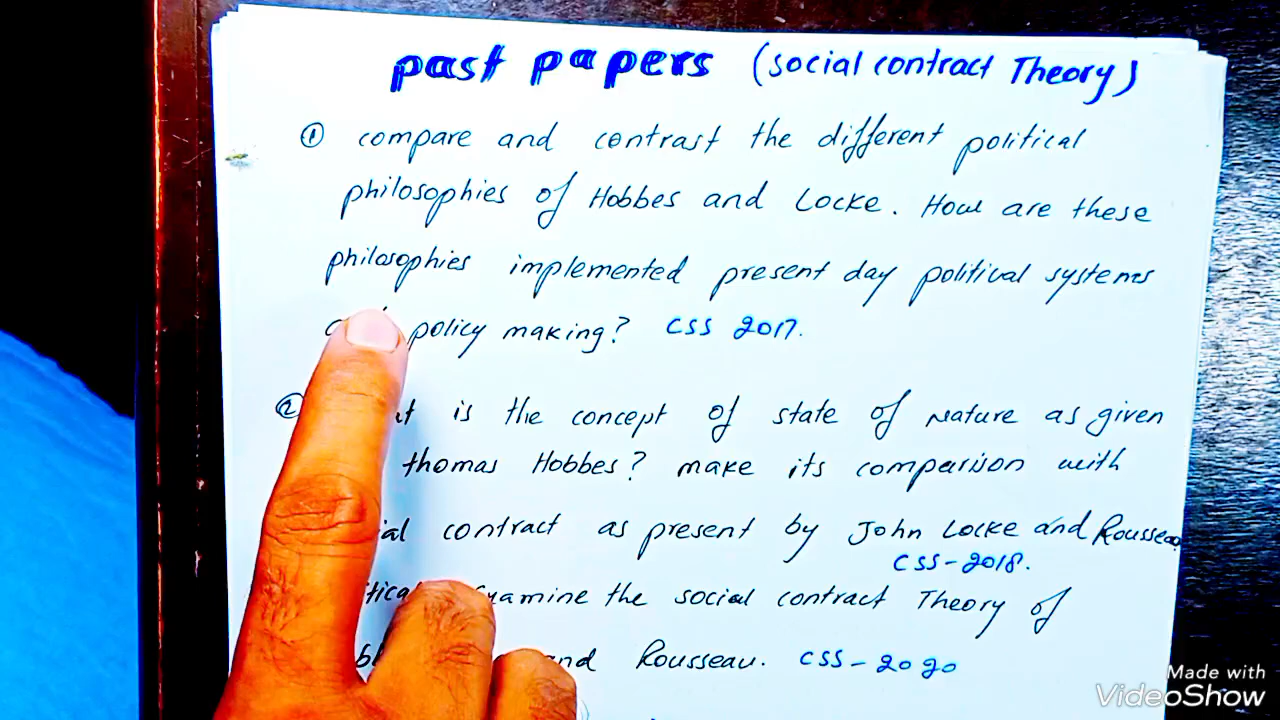 past papers (social contract Theory)
① compare and contrast the different political
philosophies of Hobbes and Locke. How are these
philosophies implemented present day political systems
policy making? CSS 2017.
② is the concept of state of Nature as given
thomas Hobbes? make its comparison with
contract as present by John Locke and Rousseau
CSS-2018.
examine the social contract Theory of
and Rousseau. CSS-2020
Made with
VideoShow